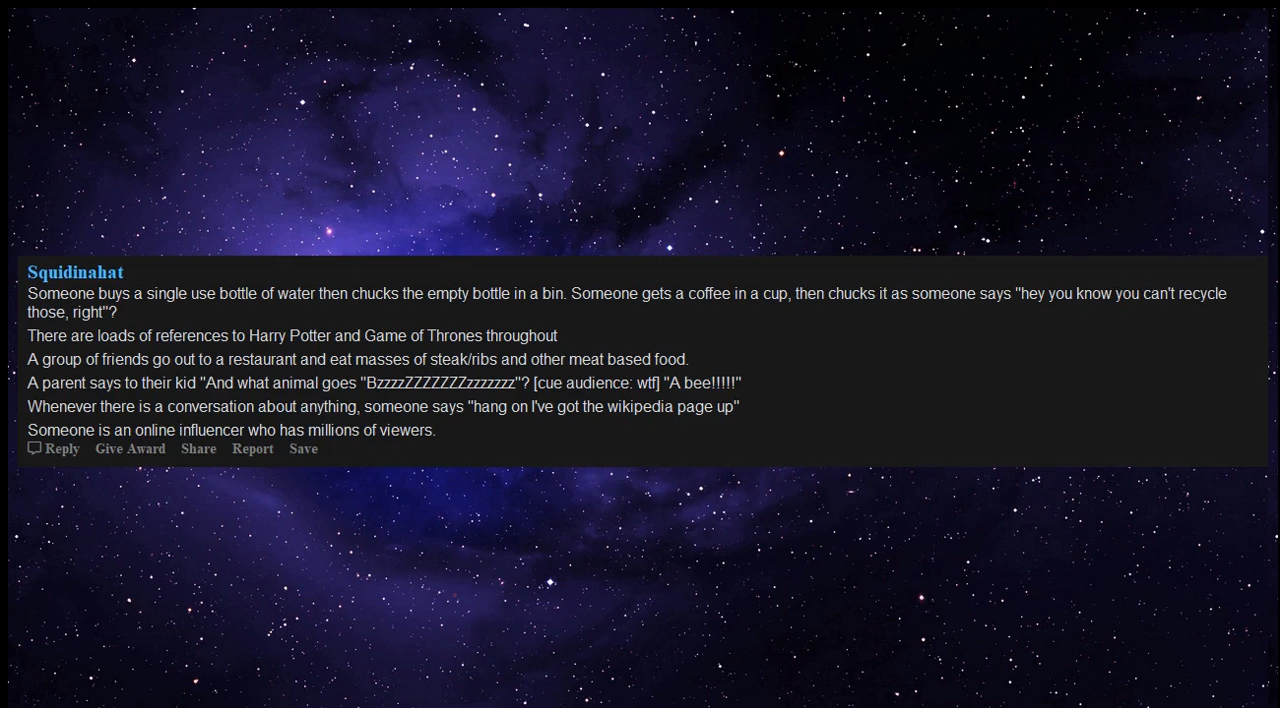 Squidinahat
Someone buys a single use bottle of water then chucks the empty bottle in a bin. Someone gets a coffee in a cup, then chucks it as someone says "hey you know you can't recycle
those, right"?
There are loads of references to Harry Potter and Game of Thrones throughout
A group of friends go out to a restaurant and eat masses of steak/ribs and other meat based food.
A parent says to their kid "And what animal goes "BzzzzZZZZZZZzzzzzzz"? [cue audience: wtf] "A bee!!!!!"
Whenever there is a conversation about anything, someone says "hang on I've got the wikipedia page up"
Someone is an online influencer who has millions of viewers.
Reply Give Award Share Report Save